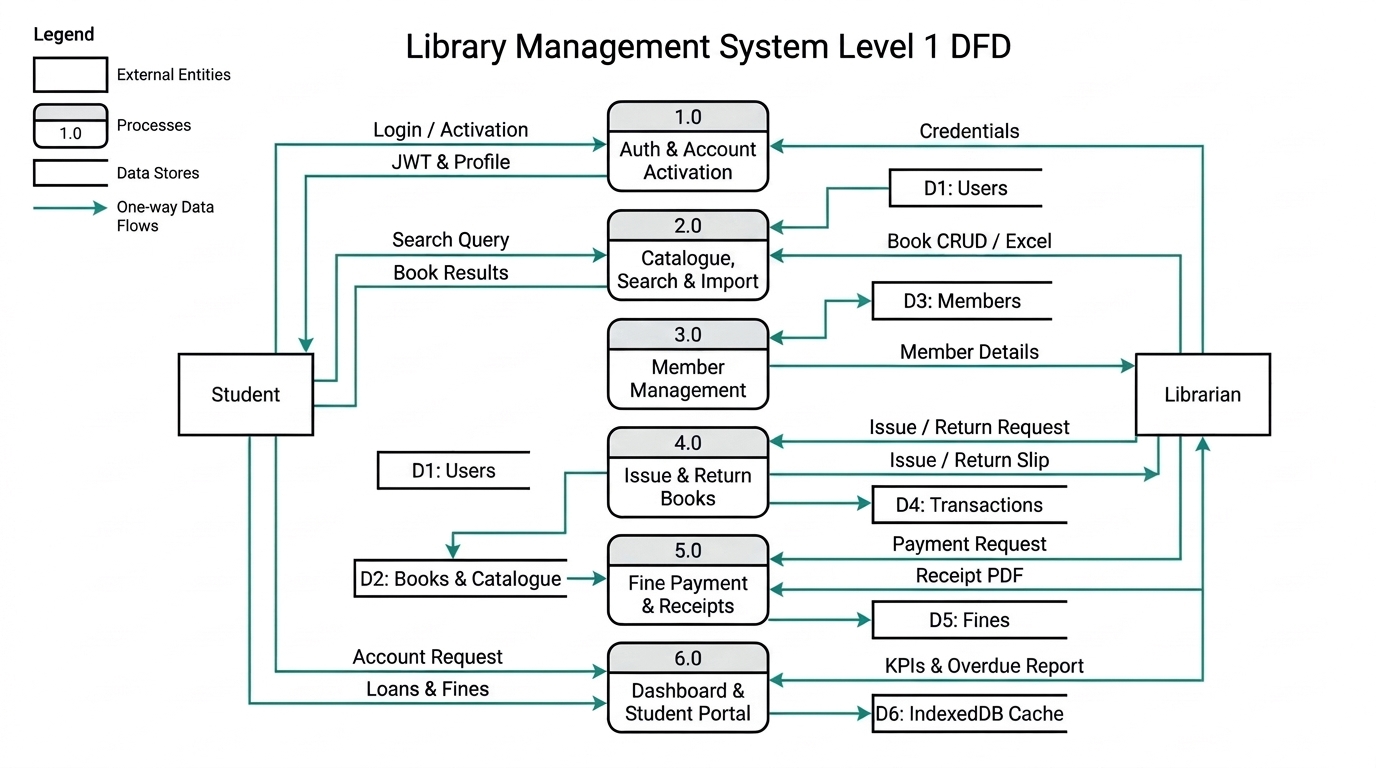 Legend
External Entities
1.0
Processes
Data Stores
One-way Data
Flows
Library Management System Level 1 DFD
Login / Activation
JWT & Profile
1.0
Auth & Account
Activation
Credentials
D1: Users
Search Query
Book Results
2.0
Catalogue,
Search & Import
Book CRUD / Excel
D3: Members
3.0
Member
Management
Member Details
Student
Librarian
D1: Users
4.0
Issue & Return
Books
Issue / Return Request
Issue / Return Slip
D4: Transactions
D2: Books & Catalogue
5.0
Fine Payment
& Receipts
Payment Request
Receipt PDF
D5: Fines
Account Request
Loans & Fines
6.0
Dashboard &
Student Portal
KPIs & Overdue Report
D6: IndexedDB Cache